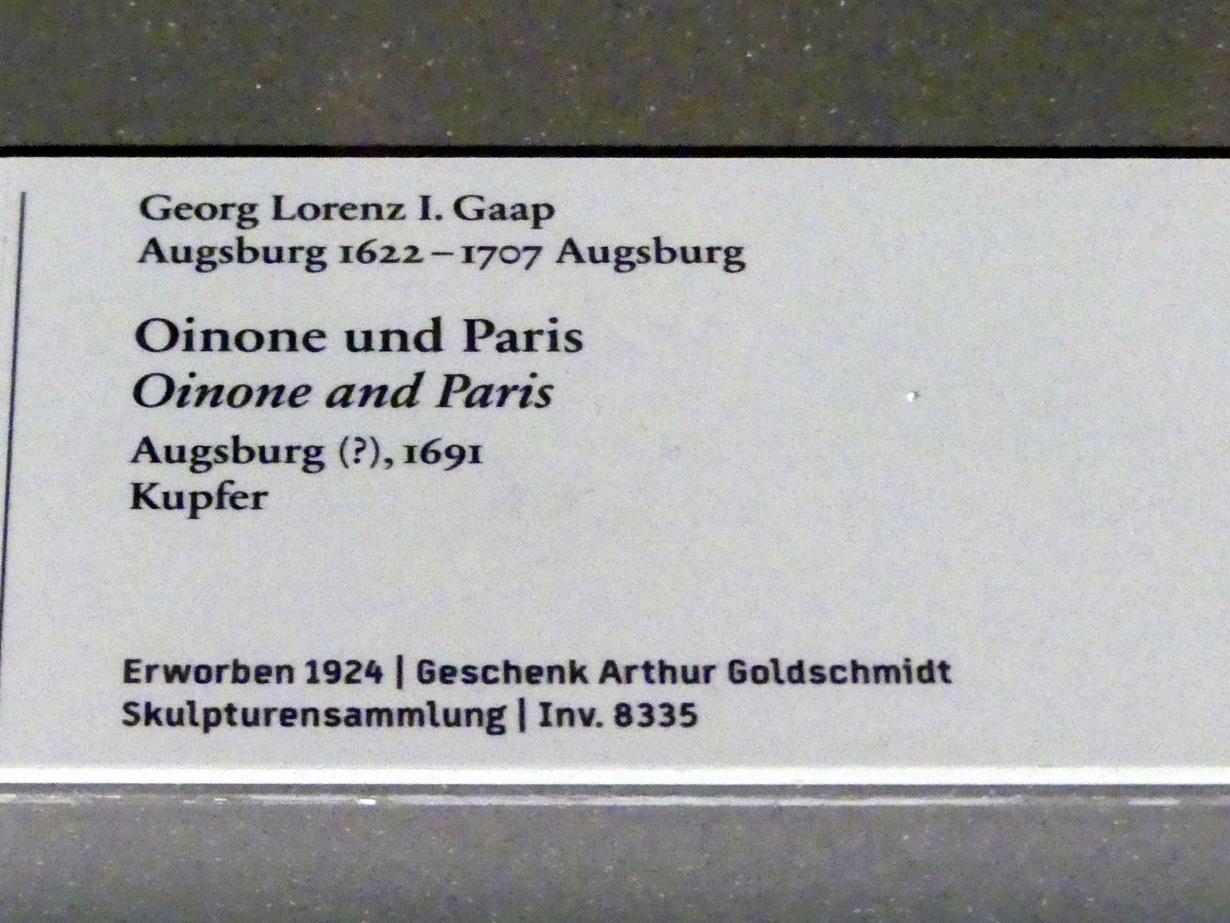 Georg Lorenz I. Gaap
Augsburg 1622 – 1707 Augsburg
Oinone und Paris
Oinone and Paris
Augsburg (?), 1691
Kupfer
Erworben 1924 | Geschenk Arthur Goldschmidt
Skulpturensammlung | Inv. 8335